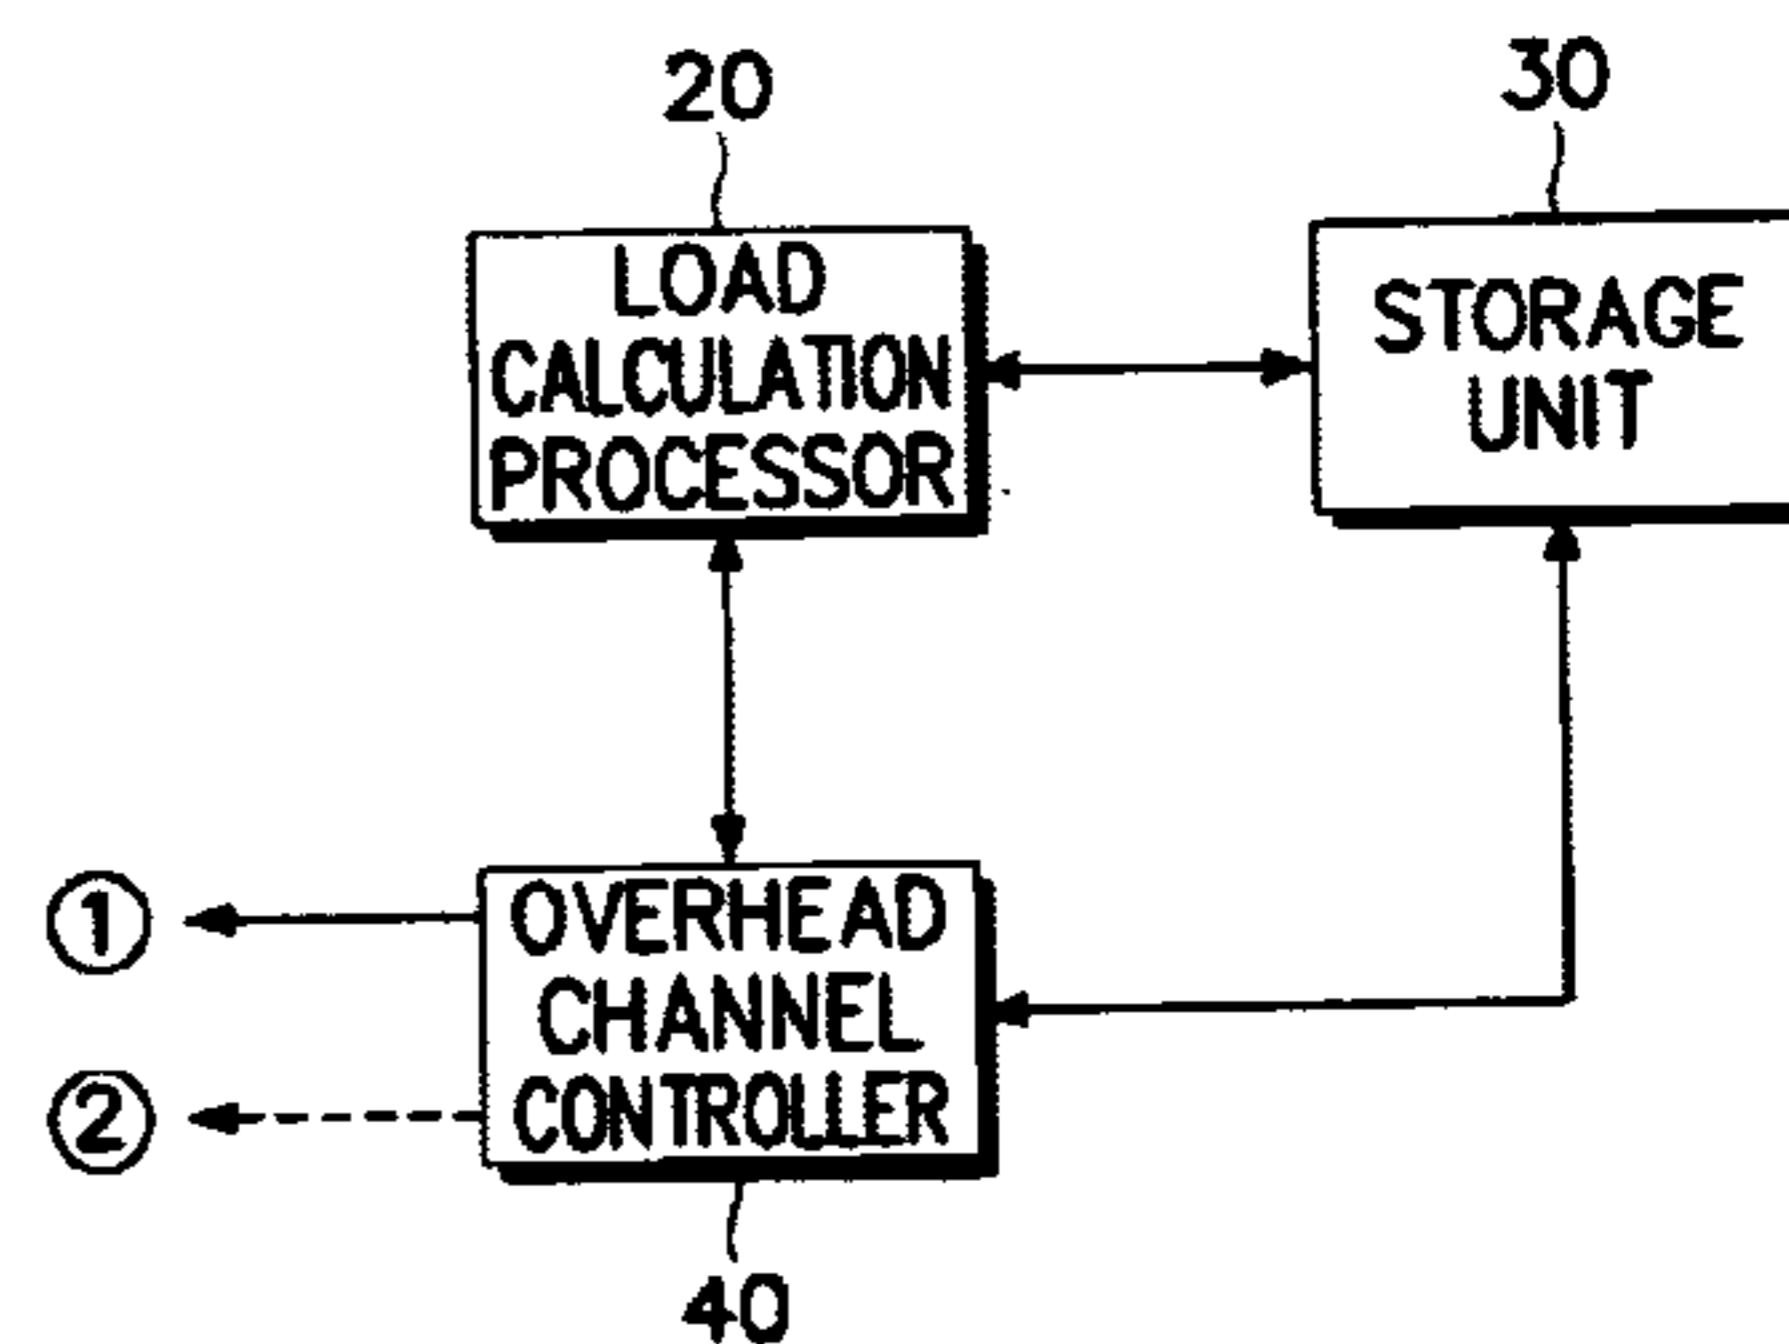 20
30
LOAD
CALCULATION
PROCESSOR
STORAGE
UNIT
1
OVERHEAD
CHANNEL
CONTROLLER
2
40